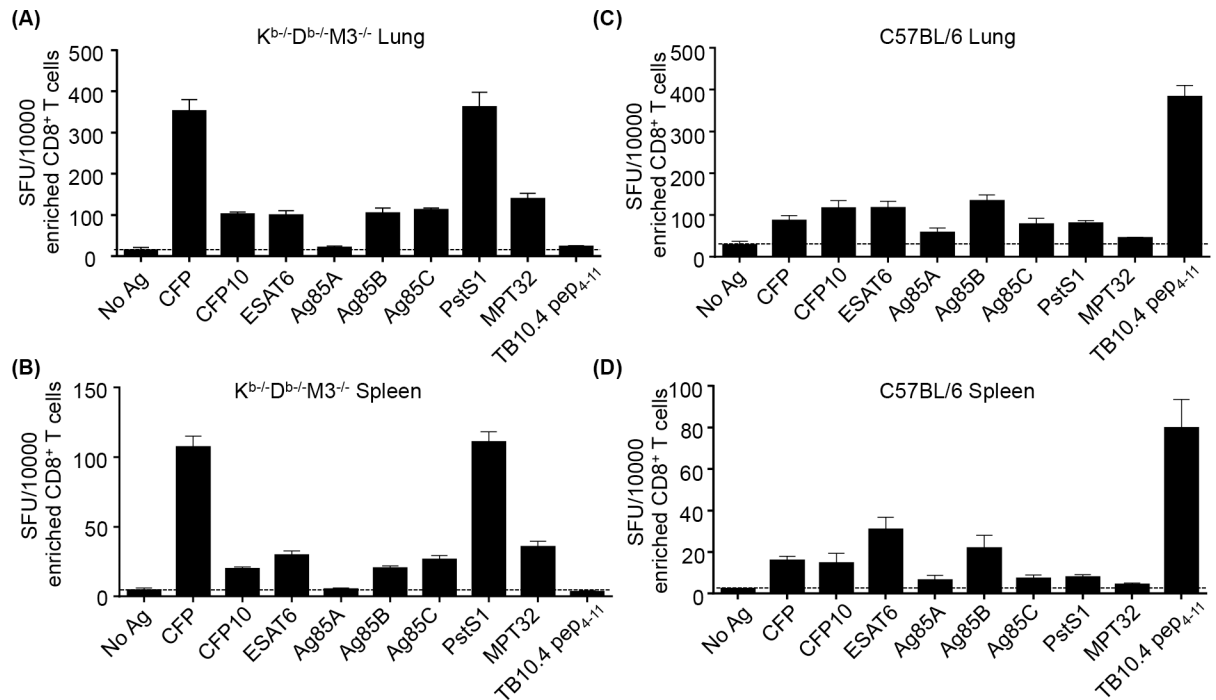 (A)
K^b-/-D^b-/-M3^-/- Lung
SFU/10000
enriched CD8⁺ T cells
500
400
300
200
100
0
No Ag
CFP
CFP10
ESAT6
Ag85A
Ag85B
Ag85C
PstS1
MPT32
TB10.4 pep₄₋₁₁
(B)
K^b-/-D^b-/-M3^-/- Spleen
SFU/10000
enriched CD8⁺ T cells
150
100
50
0
No Ag
CFP
CFP10
ESAT6
Ag85A
Ag85B
Ag85C
PstS1
MPT32
TB10.4 pep₄₋₁₁
(C)
C57BL/6 Lung
SFU/10000
enriched CD8⁺ T cells
500
400
300
200
100
0
No Ag
CFP
CFP10
ESAT6
Ag85A
Ag85B
Ag85C
PstS1
MPT32
TB10.4 pep₄₋₁₁
(D)
C57BL/6 Spleen
SFU/10000
enriched CD8⁺ T cells
100
80
60
40
20
0
No Ag
CFP
CFP10
ESAT6
Ag85A
Ag85B
Ag85C
PstS1
MPT32
TB10.4 pep₄₋₁₁